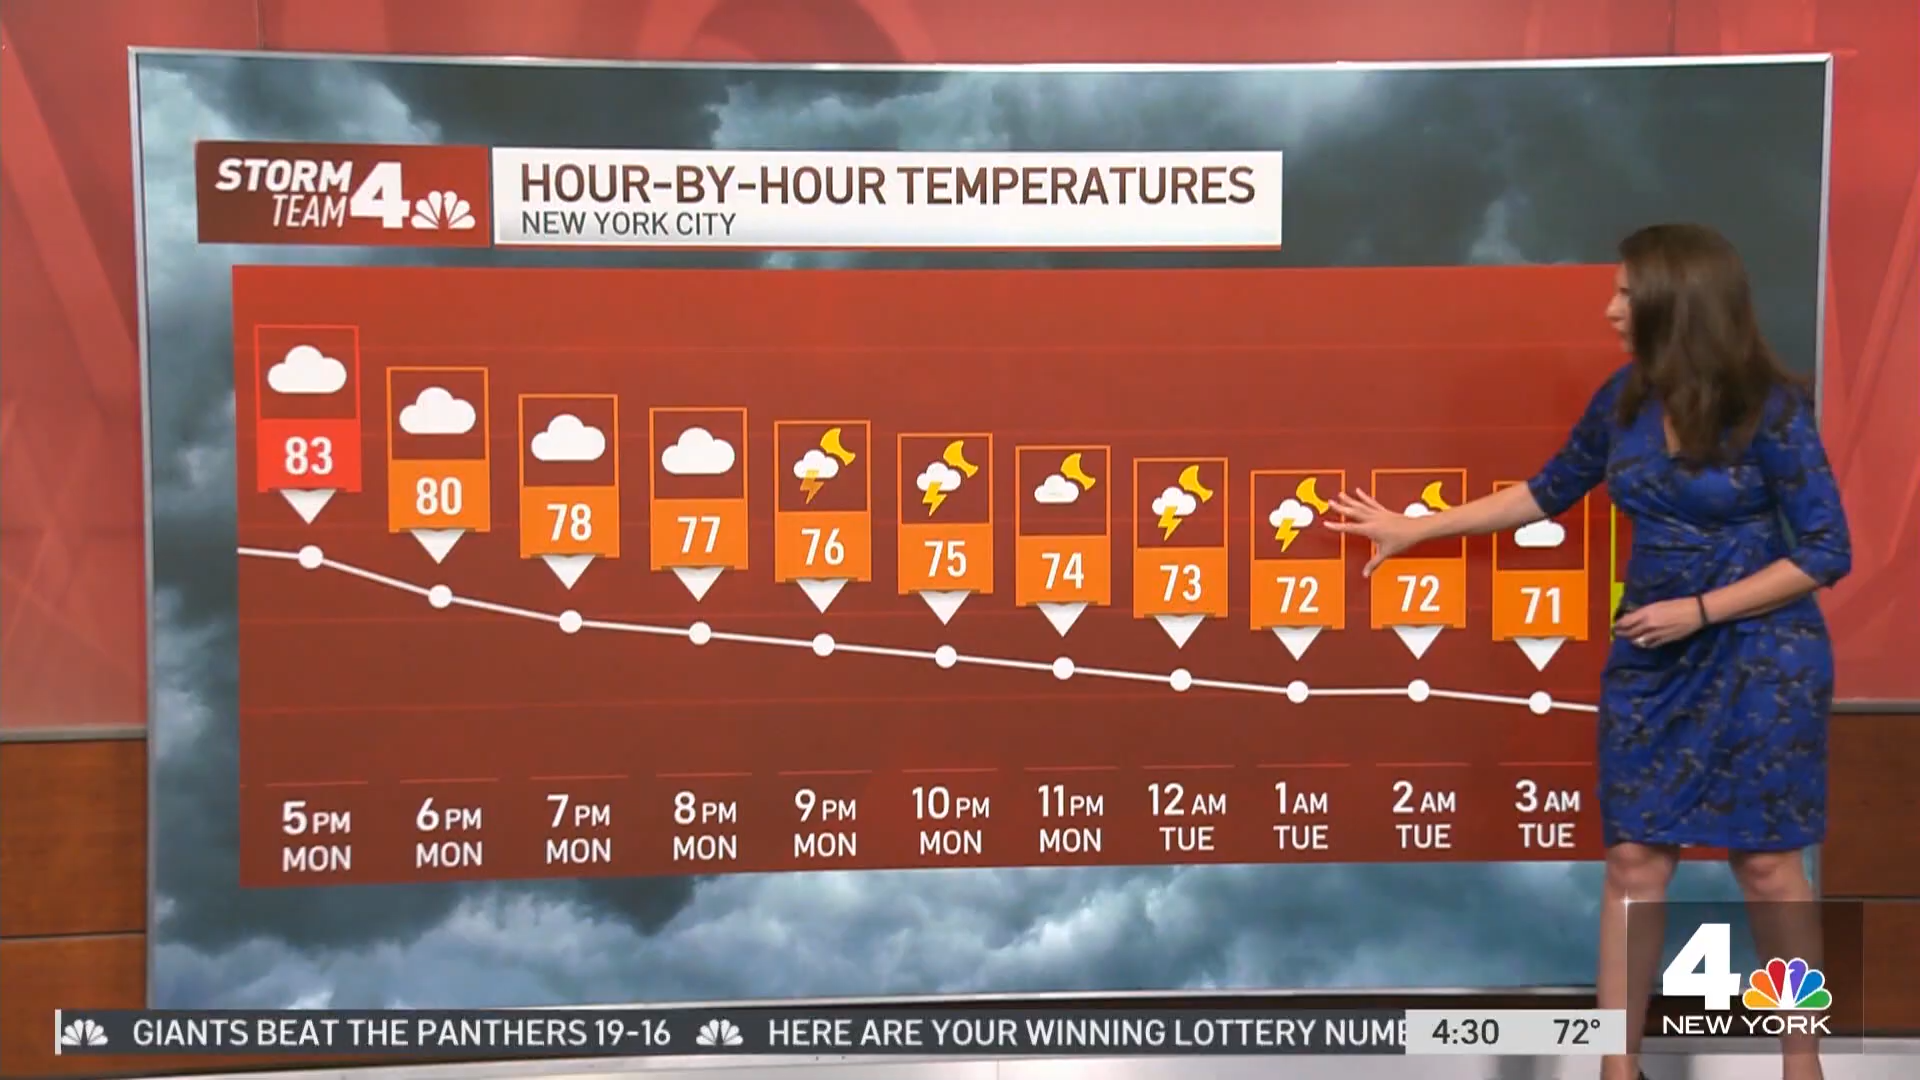 STORM
TEAM 4
HOUR-BY-HOUR TEMPERATURES
NEW YORK CITY
83
80
78
77
76
75
74
73
72
72
71
5 PM
MON
6 PM
MON
7 PM
MON
8 PM
MON
9 PM
MON
10 PM
MON
11 PM
MON
12 AM
TUE
1 AM
TUE
2 AM
TUE
3 AM
TUE
4
NEW YORK
GIANTS BEAT THE PANTHERS 19-16
HERE ARE YOUR WINNING LOTTERY
4:30
72°